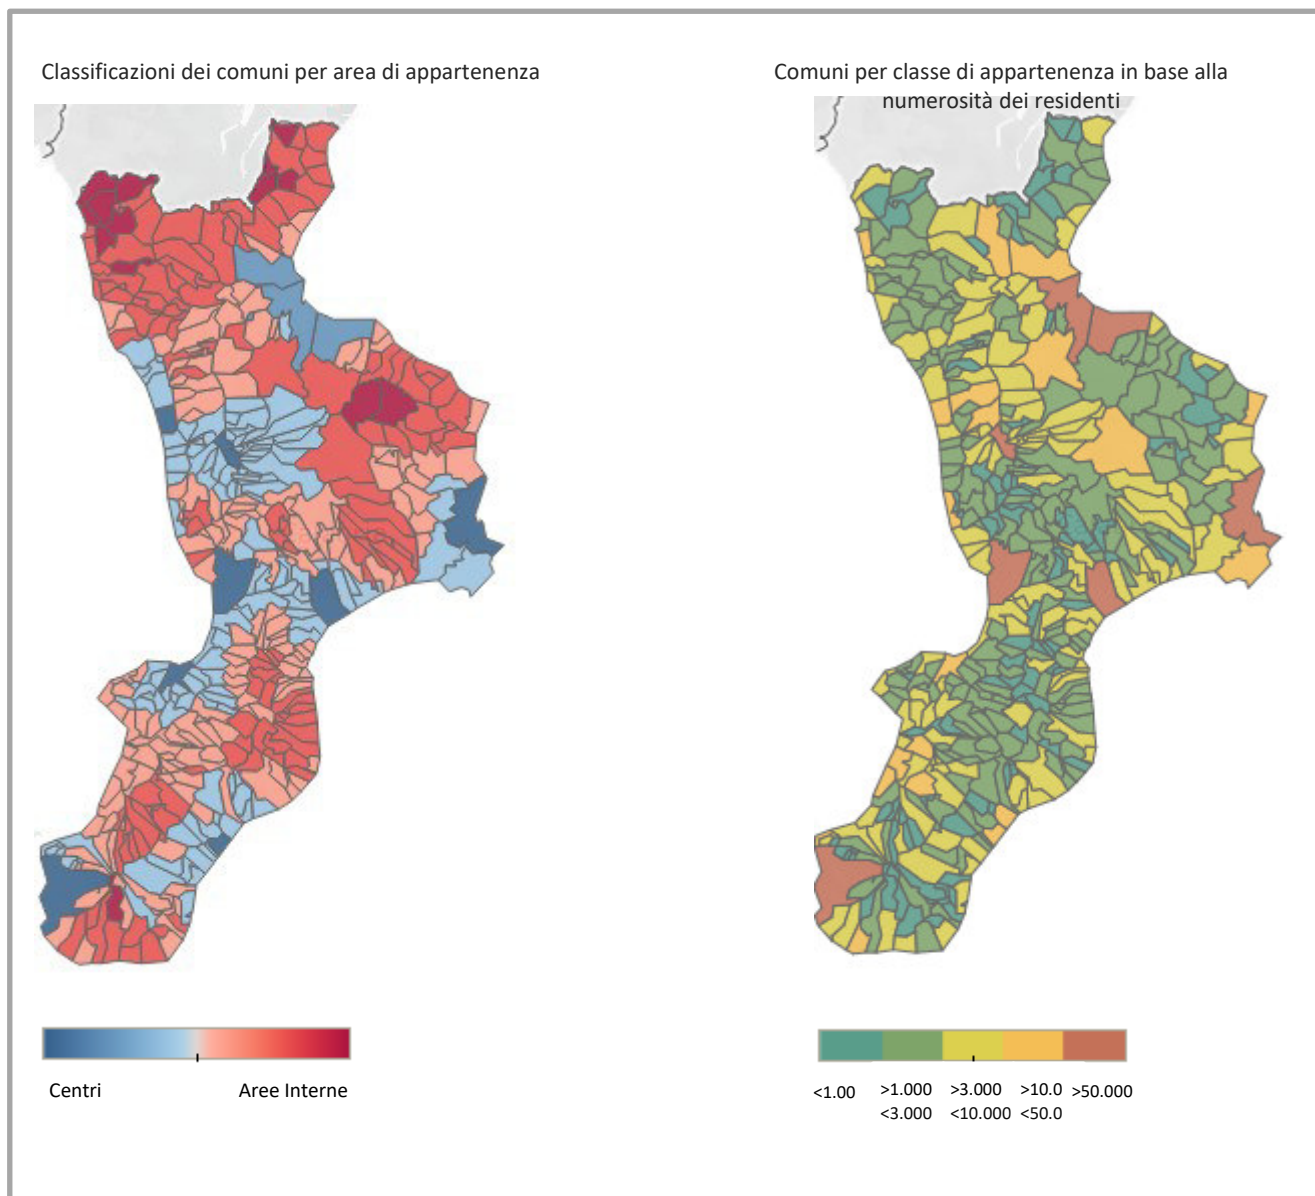 Classificazioni dei comuni per area di appartenenza
Comuni per classe di appartenenza in base alla
numerosità dei residenti
Centri
Aree Interne
<1.00
>1.000
<3.000
>3.000
<10.000
>10.0
<50.0
>50.000